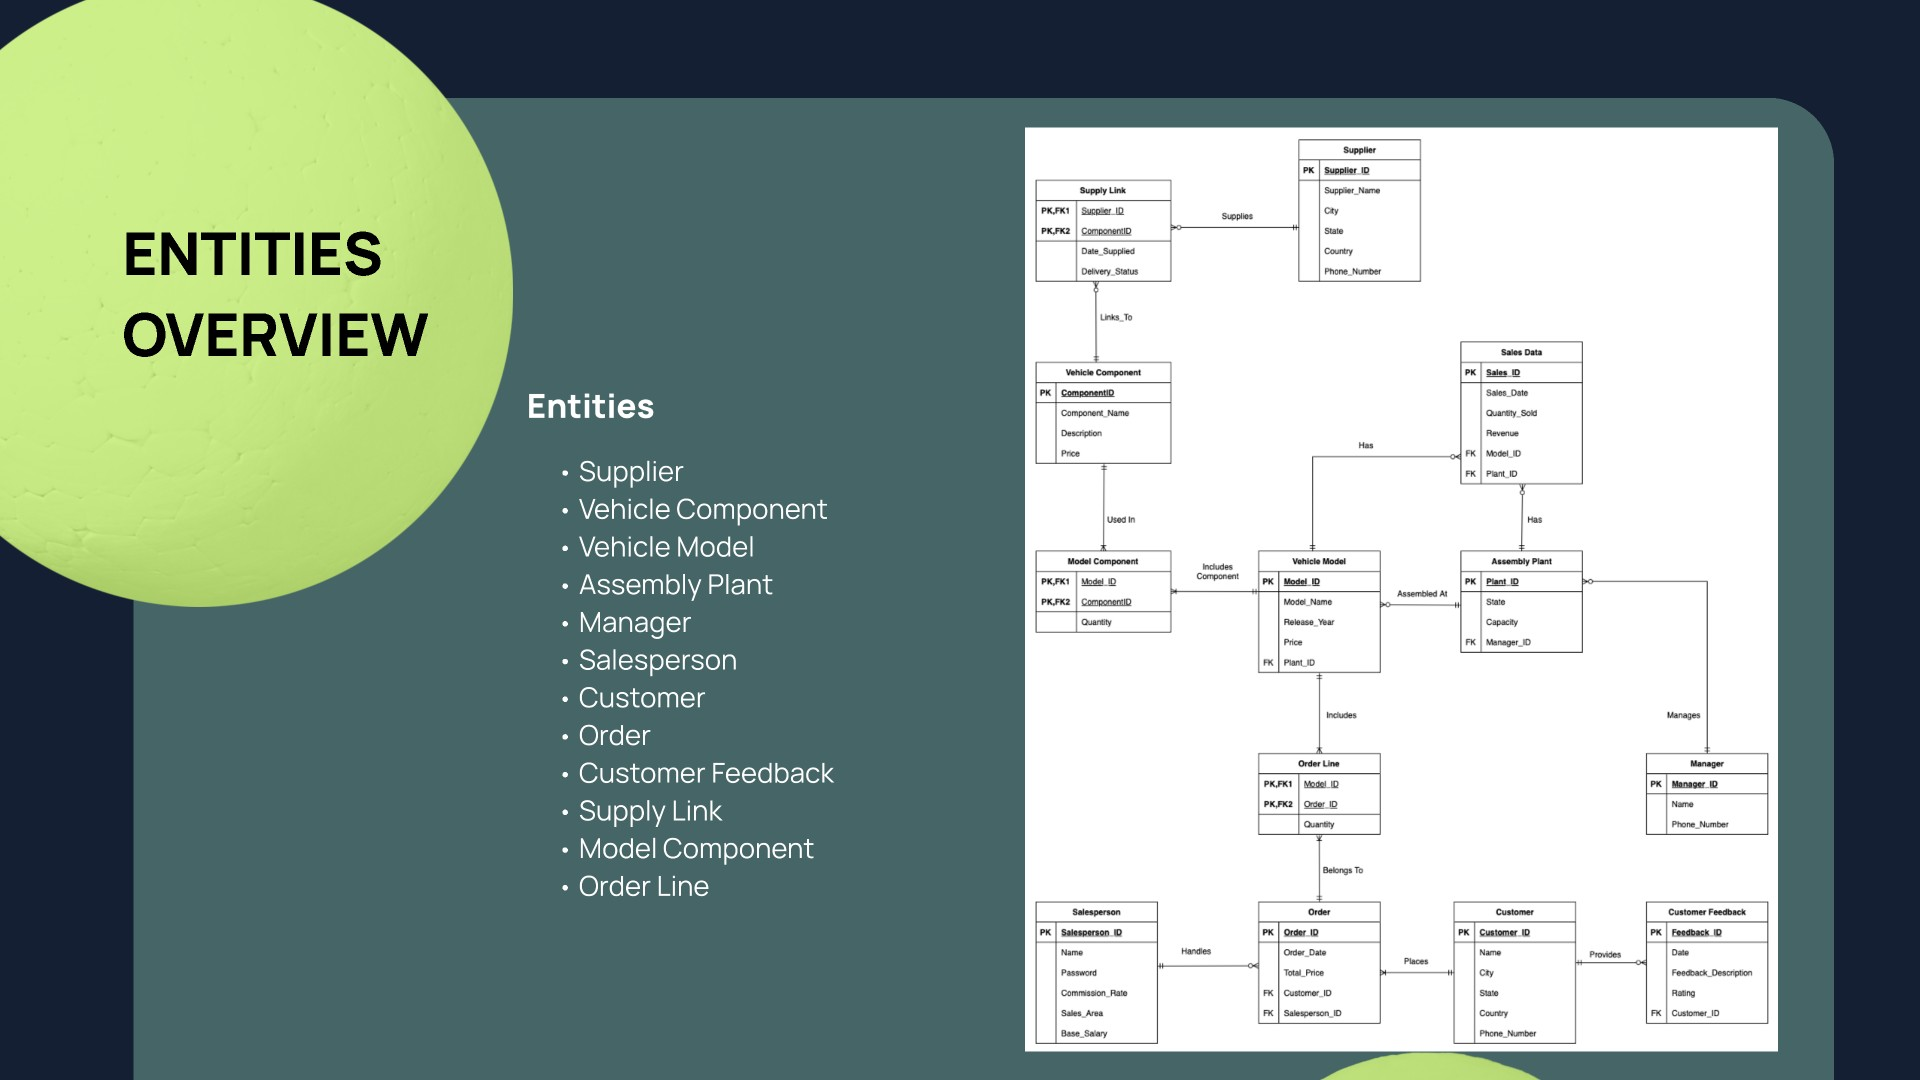 ENTITIES
OVERVIEW
Entities
• Supplier
• Vehicle Component
• Vehicle Model
• Assembly Plant
• Manager
• Salesperson
• Customer
• Order
• Customer Feedback
• Supply Link
• Model Component
• Order Line
Supplier
PK Supplier_ID
Supplier_Name
City
State
Country
Phone_Number
Supply Link
PK,FK1 Supplier_ID
PK,FK2 ComponentID
Date_Supplied
Delivery_Status
Supplies
Links_To
Vehicle Component
PK ComponentID
Component_Name
Description
Price
Sales Data
PK Sales_ID
Sales_Date
Quantity_Sold
Revenue
FK Model_ID
FK Plant_ID
Has
Used In
Has
Model Component
PK,FK1 Model_ID
PK,FK2 ComponentID
Quantity
Includes
Component
Vehicle Model
PK Model_ID
Model_Name
Release_Year
Price
FK Plant_ID
Assembled At
Assembly Plant
PK Plant_ID
State
Capacity
FK Manager_ID
Includes
Manages
Order Line
PK,FK1 Model_ID
PK,FK2 Order_ID
Quantity
Manager
PK Manager_ID
Name
Phone_Number
Belongs To
Salesperson
PK Salesperson_ID
Name
Password
Commission_Rate
Sales_Area
Base_Salary
Handles
Order
PK Order_ID
Order_Date
Total_Price
FK Customer_ID
FK Salesperson_ID
Places
Customer
PK Customer_ID
Name
City
State
Country
Phone_Number
Provides
Customer Feedback
PK Feedback_ID
Date
Feedback_Description
Rating
FK Customer_ID